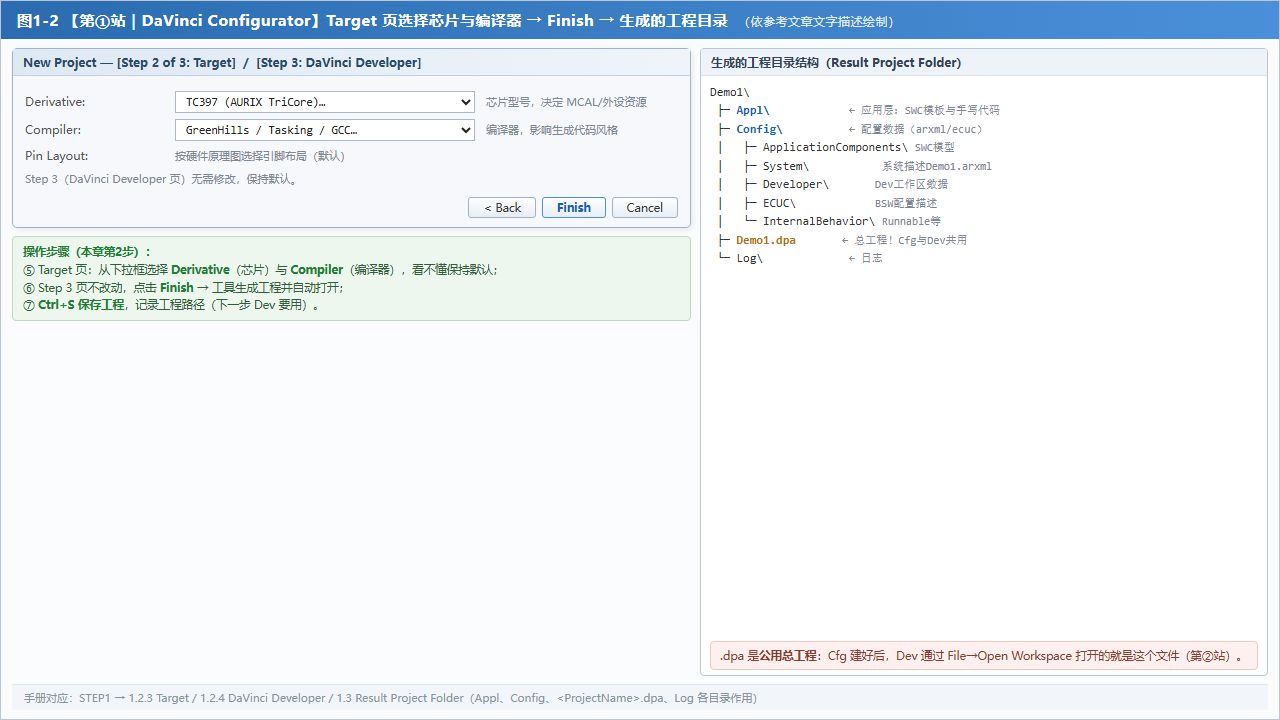 图1-2 【第①站 | DaVinci Configurator】Target 页选择芯片与编译器 → Finish → 生成的工程目录 （依参考文章文字描述绘制）
New Project — [Step 2 of 3: Target] / [Step 3: DaVinci Developer]
Derivative: TC397 (AURIX TriCore)… 芯片型号，决定 MCAL/外设资源
Compiler: GreenHills / Tasking / GCC… 编译器，影响生成代码风格
Pin Layout: 按硬件原理图选择引脚布局（默认）
Step 3（DaVinci Developer 页）无需修改，保持默认。
< Back Finish Cancel
操作步骤（本章第2步）：
⑤ Target 页：从下拉框选择 Derivative（芯片）与 Compiler（编译器），看不懂保持默认；
⑥ Step 3 页不改动，点击 Finish → 工具生成工程并自动打开；
⑦ Ctrl+S 保存工程，记录工程路径（下一步 Dev 要用）。
生成的工程目录结构（Result Project Folder）
Demo1\
├─ Appl\ ← 应用层：SWC模板与手写代码
├─ Config\ ← 配置数据（arxml/ecuc）
│ ├─ ApplicationComponents\ SWC模型
│ ├─ System\ 系统描述Demo1.arxml
│ ├─ Developer\ Dev工作区数据
│ ├─ ECUC\ BSW配置描述
│ └─ InternalBehavior\ Runnable等
├─ Demo1.dpa ← 总工程！Cfg与Dev共用
└─ Log\ ← 日志
.dpa 是公用总工程：Cfg 建好后，Dev 通过 File→Open Workspace 打开的就是这个文件（第②站）。
手册对应：STEP1 → 1.2.3 Target / 1.2.4 DaVinci Developer / 1.3 Result Project Folder（Appl、Config、<ProjectName>.dpa、Log 各目录作用）